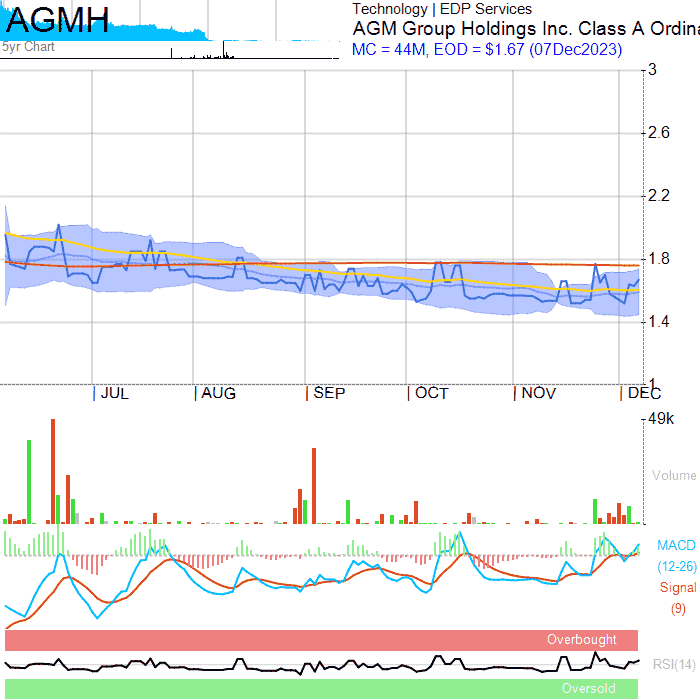 AGMH
5yr Chart
Technology | EDP Services
AGM Group Holdings Inc. Class A Ordina
MC = 44M, EOD = $1.67 (07Dec2023)
3
2.6
2.2
1.8
1.4
1
JUL AUG SEP OCT NOV DEC
49k
Volume
MACD
(12-26)
Signal
(9)
Overbought
RSI(14)
Oversold